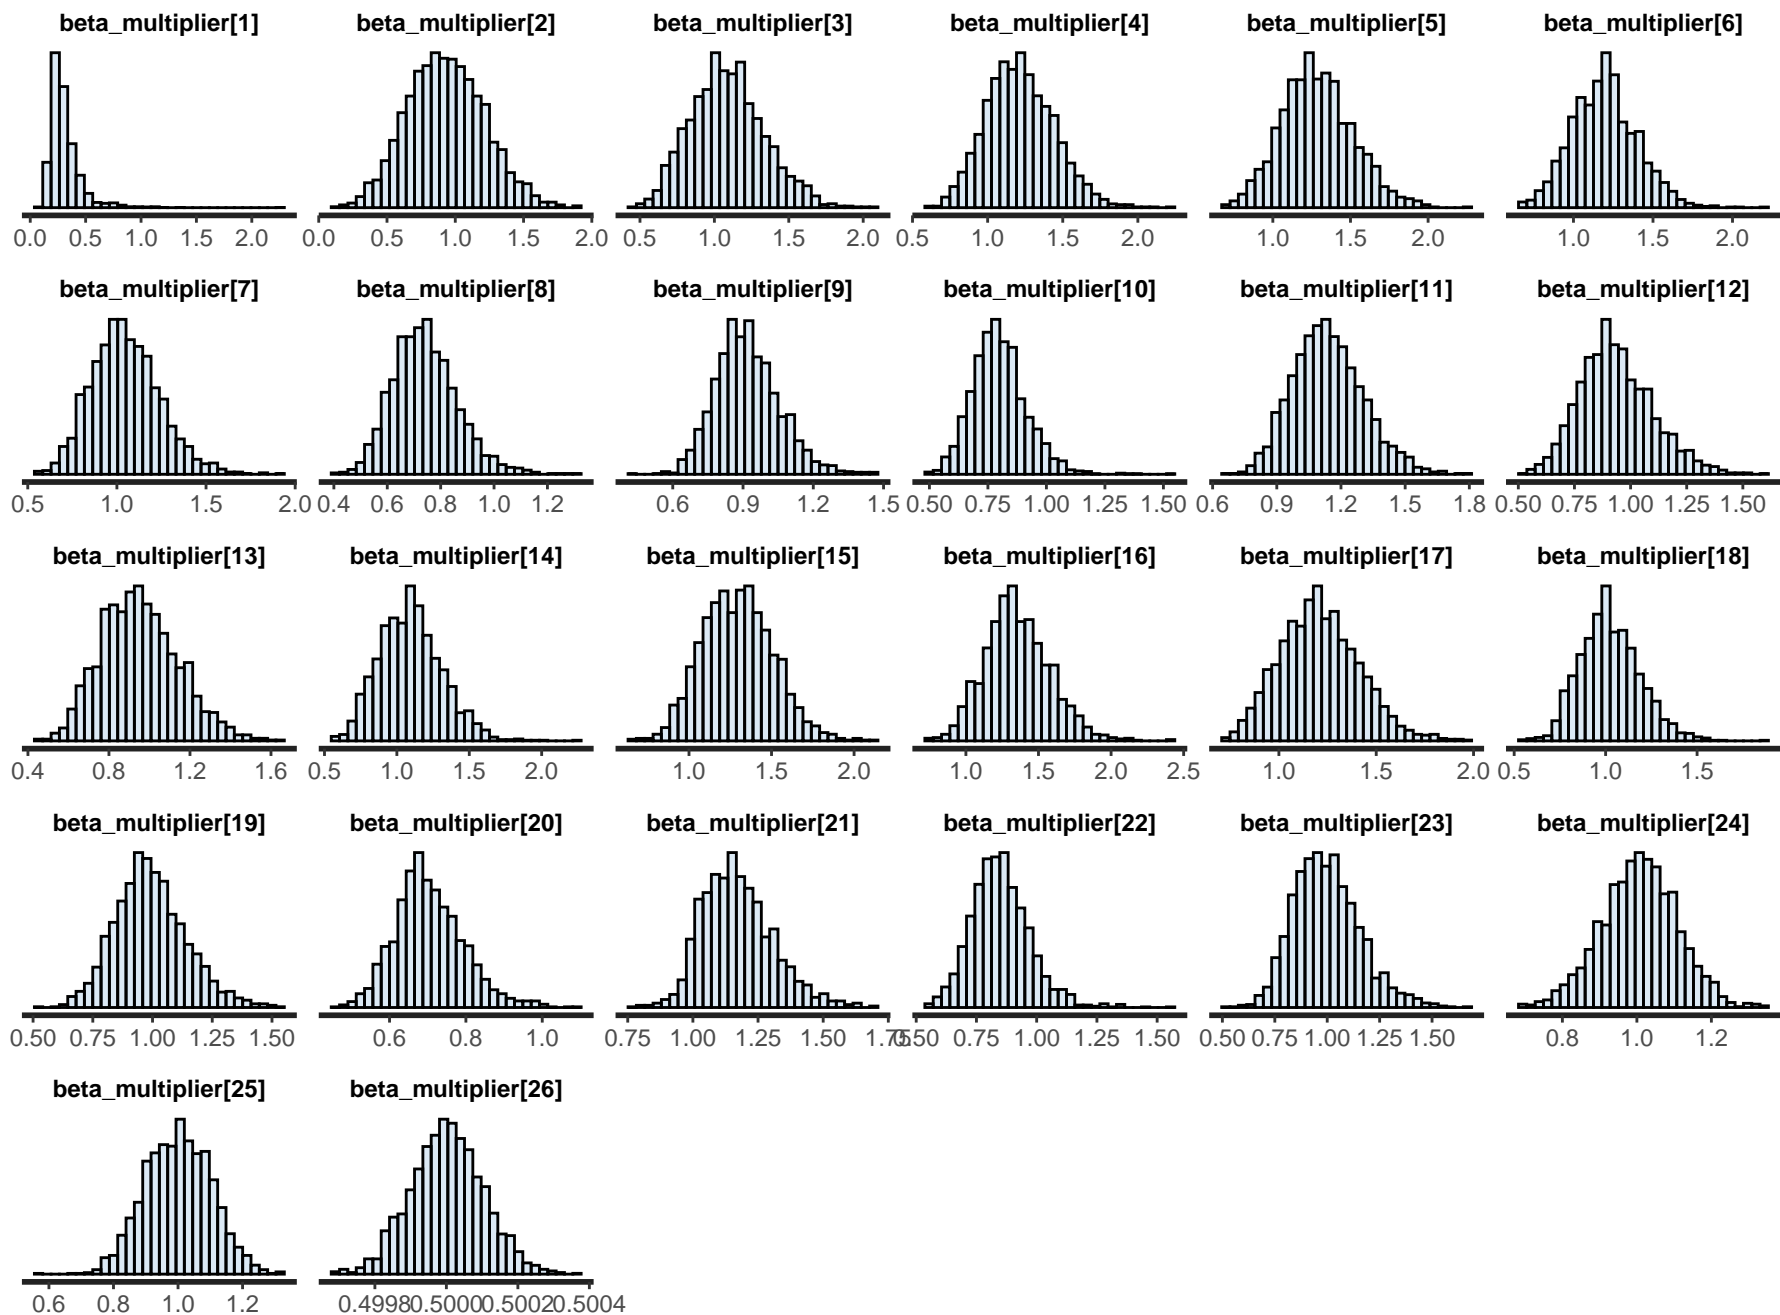 beta_multiplier[1] beta_multiplier[2] beta_multiplier[3] beta_multiplier[4] beta_multiplier[5] beta_multiplier[6]
0.0 0.5 1.0 1.5 2.0 0.0 0.5 1.0 1.5 2.0 0.5 1.0 1.5 2.0 0.5 1.0 1.5 2.0 1.0 1.5 2.0 1.0 1.5 2.0
beta_multiplier[7] beta_multiplier[8] beta_multiplier[9] beta_multiplier[10] beta_multiplier[11] beta_multiplier[12]
0.5 1.0 1.5 2.0 0.4 0.6 0.8 1.0 1.2 0.6 0.9 1.2 1.5 0.50 0.75 1.00 1.25 1.50 0.6 0.9 1.2 1.5 1.8 0.50 0.75 1.00 1.25 1.50
beta_multiplier[13] beta_multiplier[14] beta_multiplier[15] beta_multiplier[16] beta_multiplier[17] beta_multiplier[18]
0.4 0.8 1.2 1.6 0.5 1.0 1.5 2.0 1.0 1.5 2.0 1.0 1.5 2.0 2.5 1.0 1.5 2.0 0.5 1.0 1.5
beta_multiplier[19] beta_multiplier[20] beta_multiplier[21] beta_multiplier[22] beta_multiplier[23] beta_multiplier[24]
0.50 0.75 1.00 1.25 1.50 0.6 0.8 1.0 0.75 1.00 1.25 1.50 1.75 0.50 0.75 1.00 1.25 1.50 0.50 0.75 1.00 1.25 1.50 0.8 1.0 1.2
beta_multiplier[25] beta_multiplier[26]
0.6 0.8 1.0 1.2 0.4998 0.5000 0.5002 0.5004